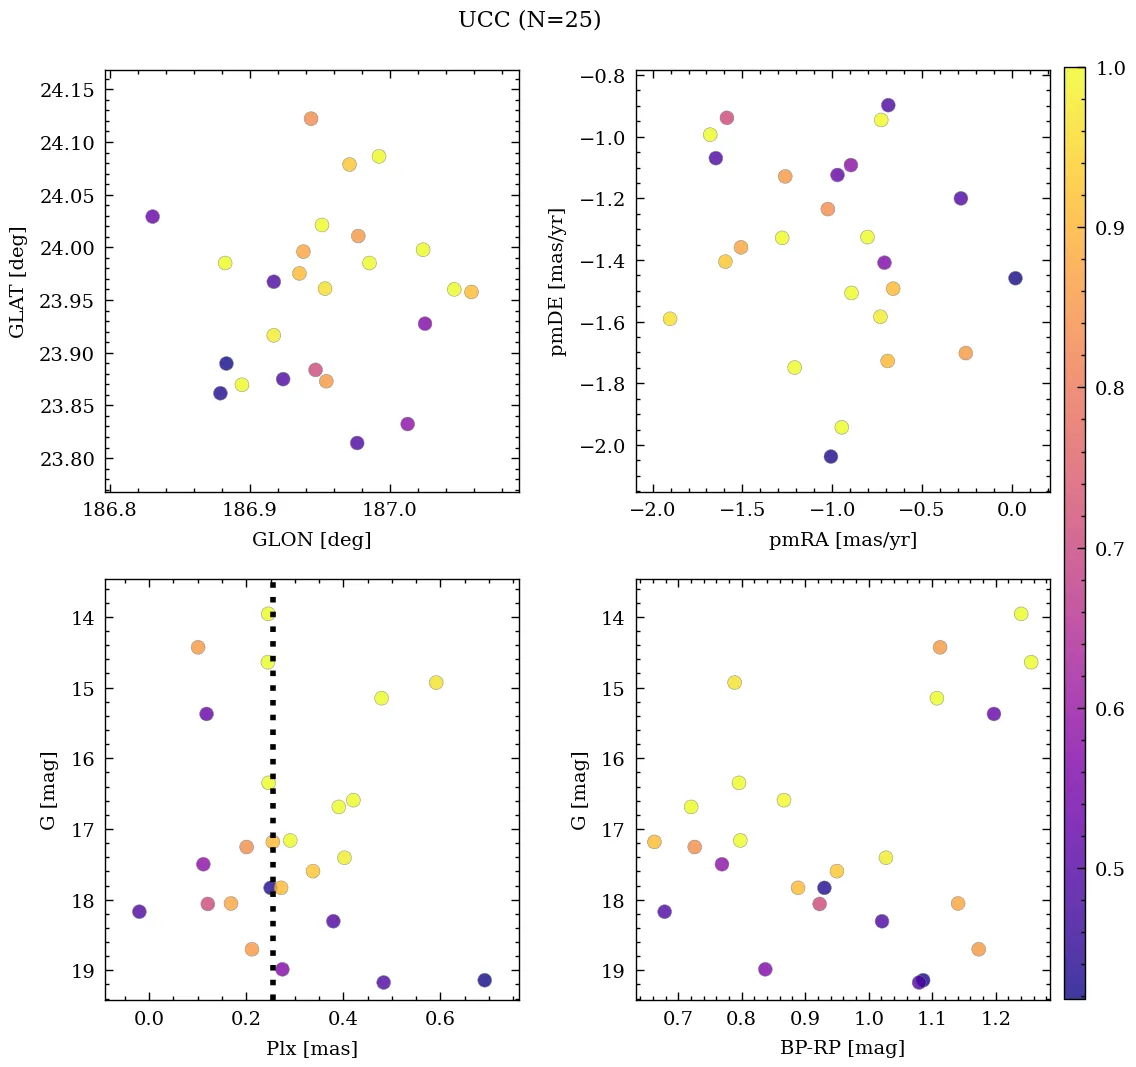 UCC (N=25)
24.15
24.10
24.05
24.00
23.95
23.90
23.85
23.80
GLAT [deg]
186.8 186.9 187.0
GLON [deg]
−0.8
−1.0
−1.2
−1.4
−1.6
−1.8
−2.0
pmDE [mas/yr]
−2.0 −1.5 −1.0 −0.5 0.0
pmRA [mas/yr]
14
15
16
17
18
19
G [mag]
0.0 0.2 0.4 0.6
Plx [mas]
14
15
16
17
18
19
G [mag]
0.7 0.8 0.9 1.0 1.1 1.2
BP-RP [mag]
1.0
0.9
0.8
0.7
0.6
0.5